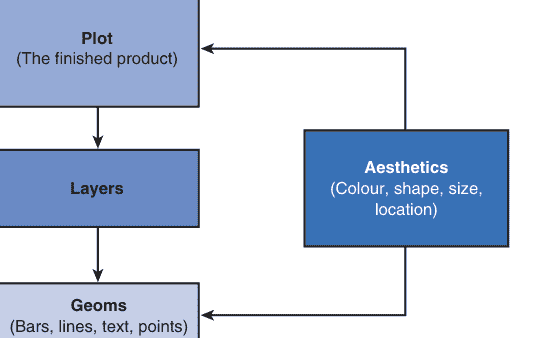 Plot
(The finished product)
Layers
Geoms
(Bars, lines, text, points)
Aesthetics
(Colour, shape, size,
location)